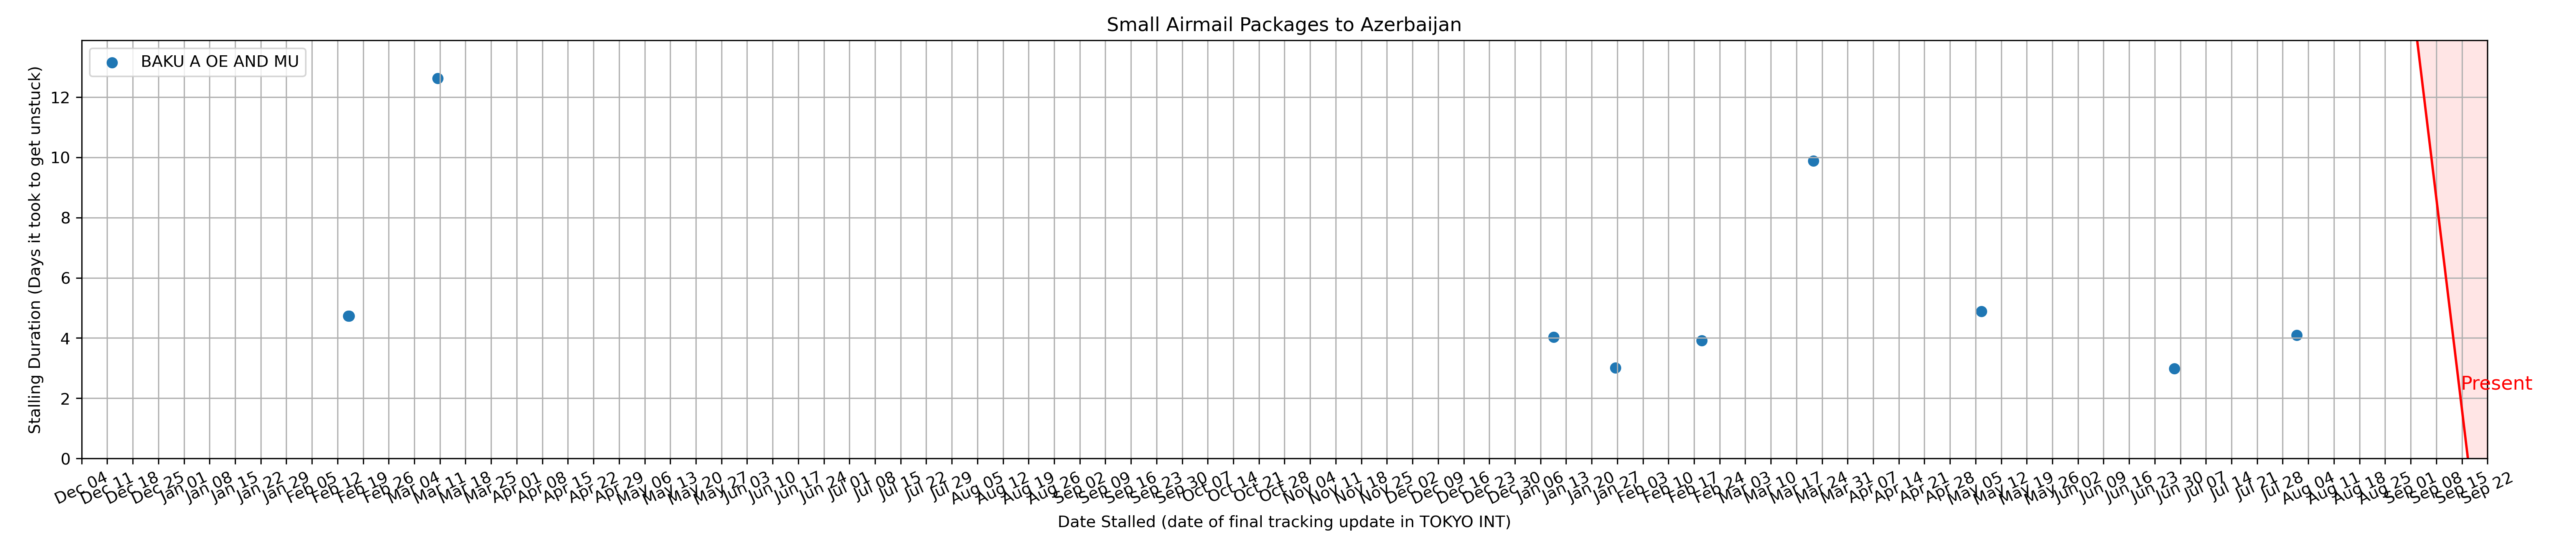 Small Airmail Packages to Azerbaijan
BAKU A OE AND MU
Stalling Duration (Days it took to get unstuck)
12
10
8
6
4
2
0
Present
Dec 04 Dec 11 Dec 18 Dec 25 Jan 01 Jan 08 Jan 15 Jan 22 Jan 29 Feb 05 Feb 12 Feb 19 Feb 26 Mar 04 Mar 11 Mar 18 Mar 25 Apr 01 Apr 08 Apr 15 Apr 22 Apr 29 May 06 May 13 May 20 May 27 Jun 03 Jun 10 Jun 17 Jun 24 Jul 01 Jul 08 Jul 15 Jul 22 Jul 29 Aug 05 Aug 12 Aug 19 Aug 26 Sep 02 Sep 09 Sep 16 Sep 23 Sep 30 Oct 07 Oct 14 Oct 21 Oct 28 Nov 04 Nov 11 Nov 18 Nov 25 Dec 02 Dec 09 Dec 16 Dec 23 Dec 30 Jan 06 Jan 13 Jan 20 Jan 27 Feb 03 Feb 10 Feb 17 Feb 24 Mar 03 Mar 10 Mar 17 Mar 24 Mar 31 Apr 07 Apr 14 Apr 21 Apr 28 May 05 May 12 May 19 May 26 Jun 02 Jun 09 Jun 16 Jun 23 Jun 30 Jul 07 Jul 14 Jul 21 Jul 28 Aug 04 Aug 11 Aug 18 Aug 25 Sep 01 Sep 08 Sep 15 Sep 22
Date Stalled (date of final tracking update in TOKYO INT)